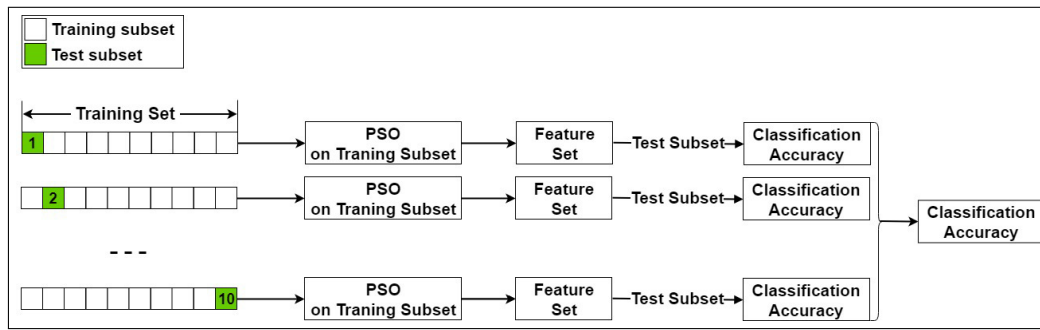 Training subset
Test subset
Training Set
1
PSO
on Traning Subset
Feature
Set
Test Subset
Classification
Accuracy
2
PSO
on Traning Subset
Feature
Set
Test Subset
Classification
Accuracy
Classification
Accuracy
- - -
10
PSO
on Traning Subset
Feature
Set
Test Subset
Classification
Accuracy